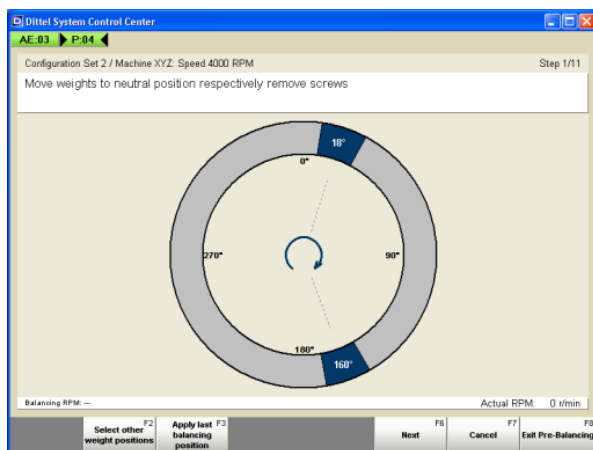 Dittel System Control Center
AE:03 P:04
Configuration Set 2 / Machine XYZ: Speed 4000 RPM Step 1/11
Move weights to neutral position respectively remove screws
18°
0°
270° 90°
180°
160°
Balancing RPM: --- Actual RPM: 0 r/min
F2 Select other weight positions
Apply last F3 balancing position
F6 Next
F7 Cancel
F8 Exit Pre-Balancing